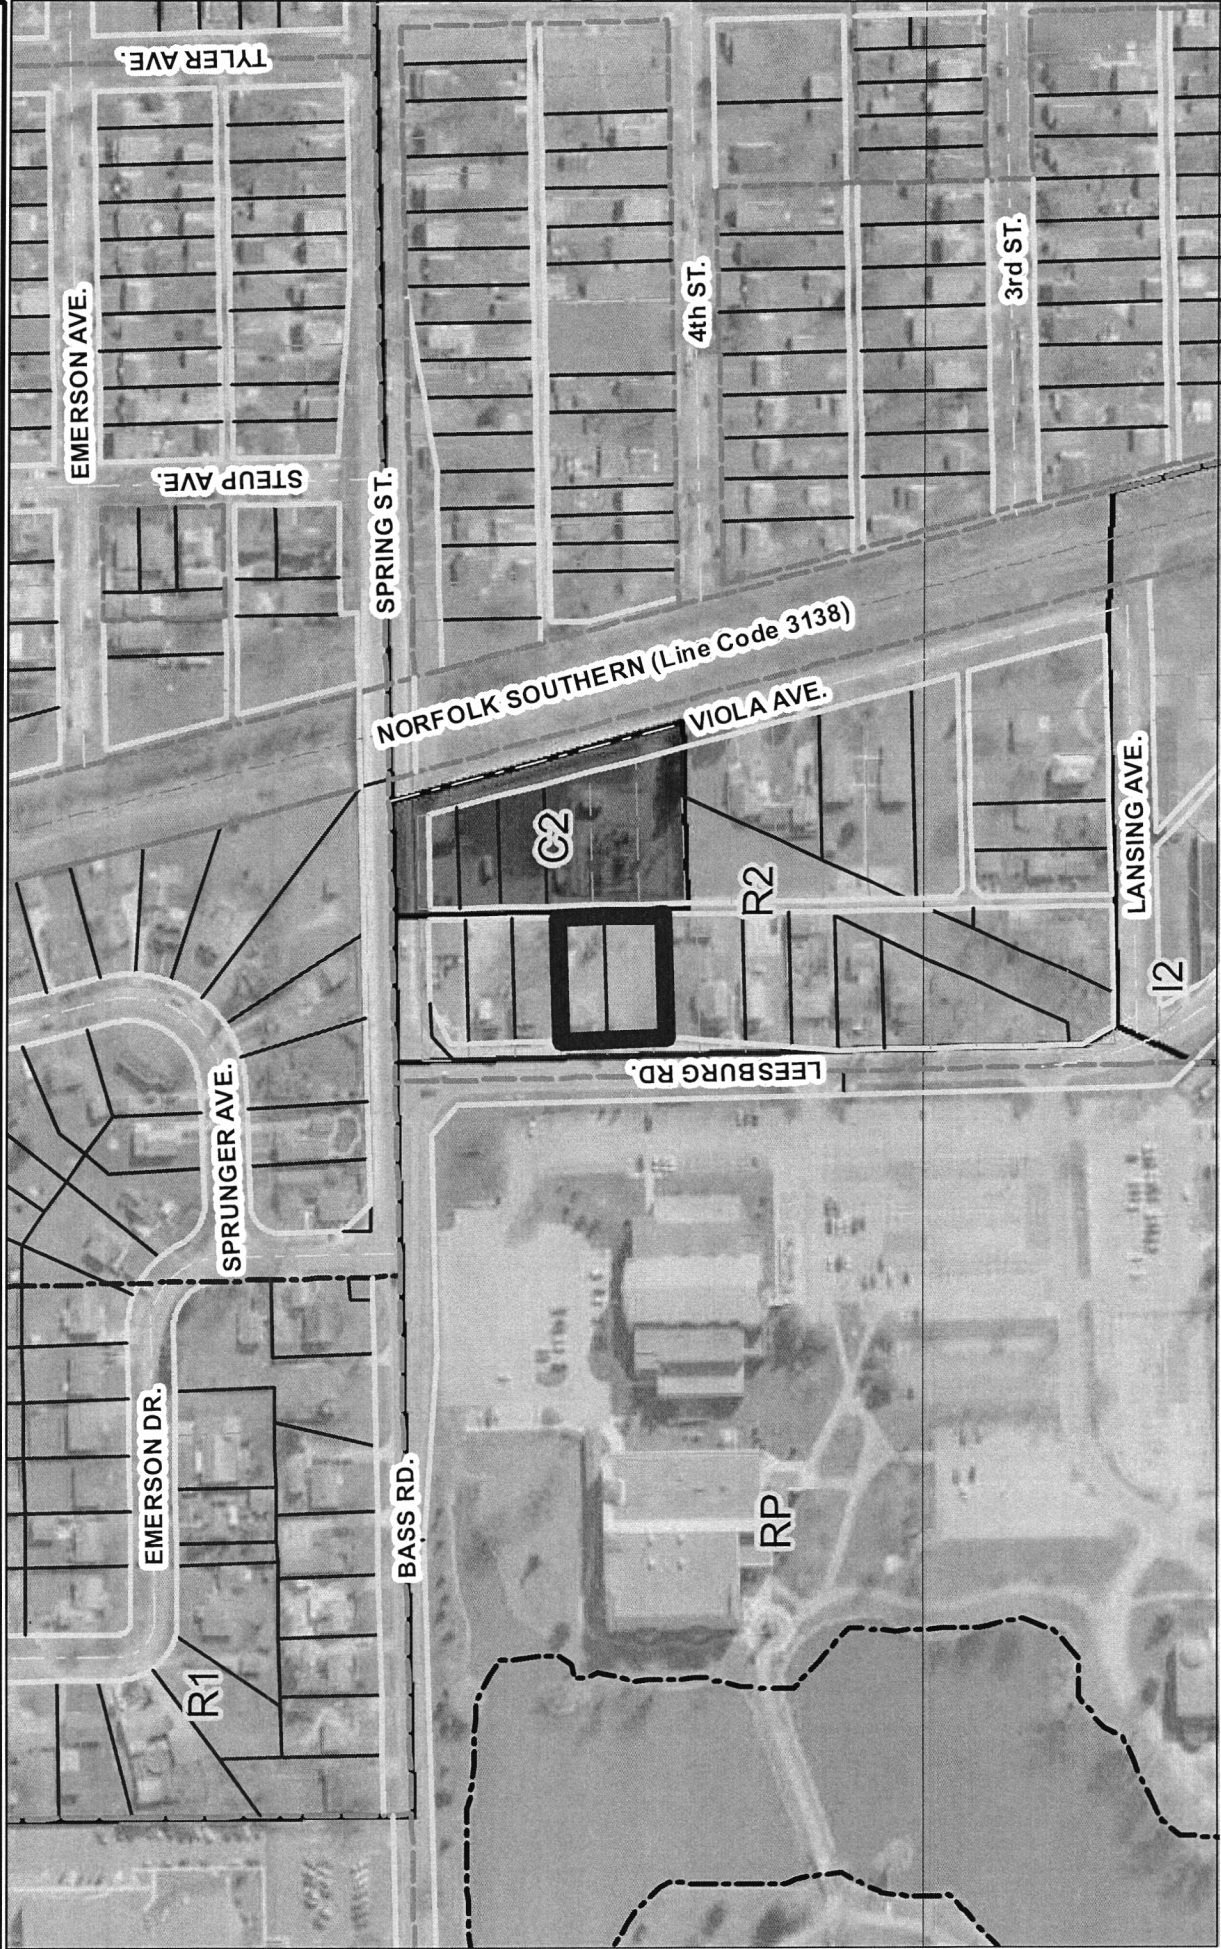 TYLER AVE.
EMERSON AVE.
STEUP AVE.
SPRING ST.
4th ST.
3rd ST.
NORFOLK SOUTHERN (Line Code 3138)
VIOLA AVE.
C2
R2
LANSING AVE.
I2
LEESBURG RD.
SPRUNGER AVE.
EMERSON DR.
BASS RD.
RP
R1